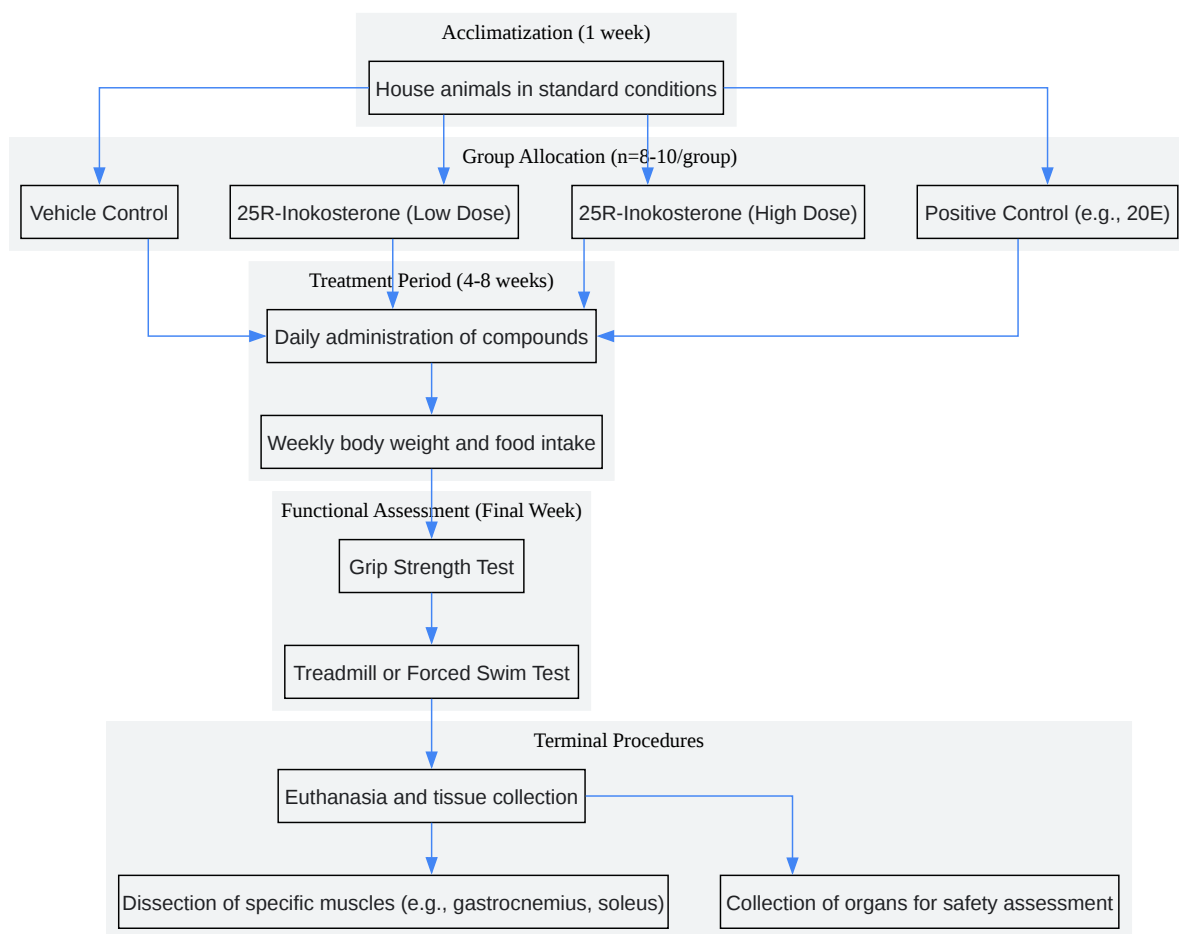 Acclimatization (1 week)
House animals in standard conditions
Group Allocation (n=8-10/group)
Vehicle Control
25R-Inokosterone (Low Dose)
25R-Inokosterone (High Dose)
Positive Control (e.g., 20E)
Treatment Period (4-8 weeks)
Daily administration of compounds
Weekly body weight and food intake
Functional Assessment (Final Week)
Grip Strength Test
Treadmill or Forced Swim Test
Terminal Procedures
Euthanasia and tissue collection
Dissection of specific muscles (e.g., gastrocnemius, soleus)
Collection of organs for safety assessment